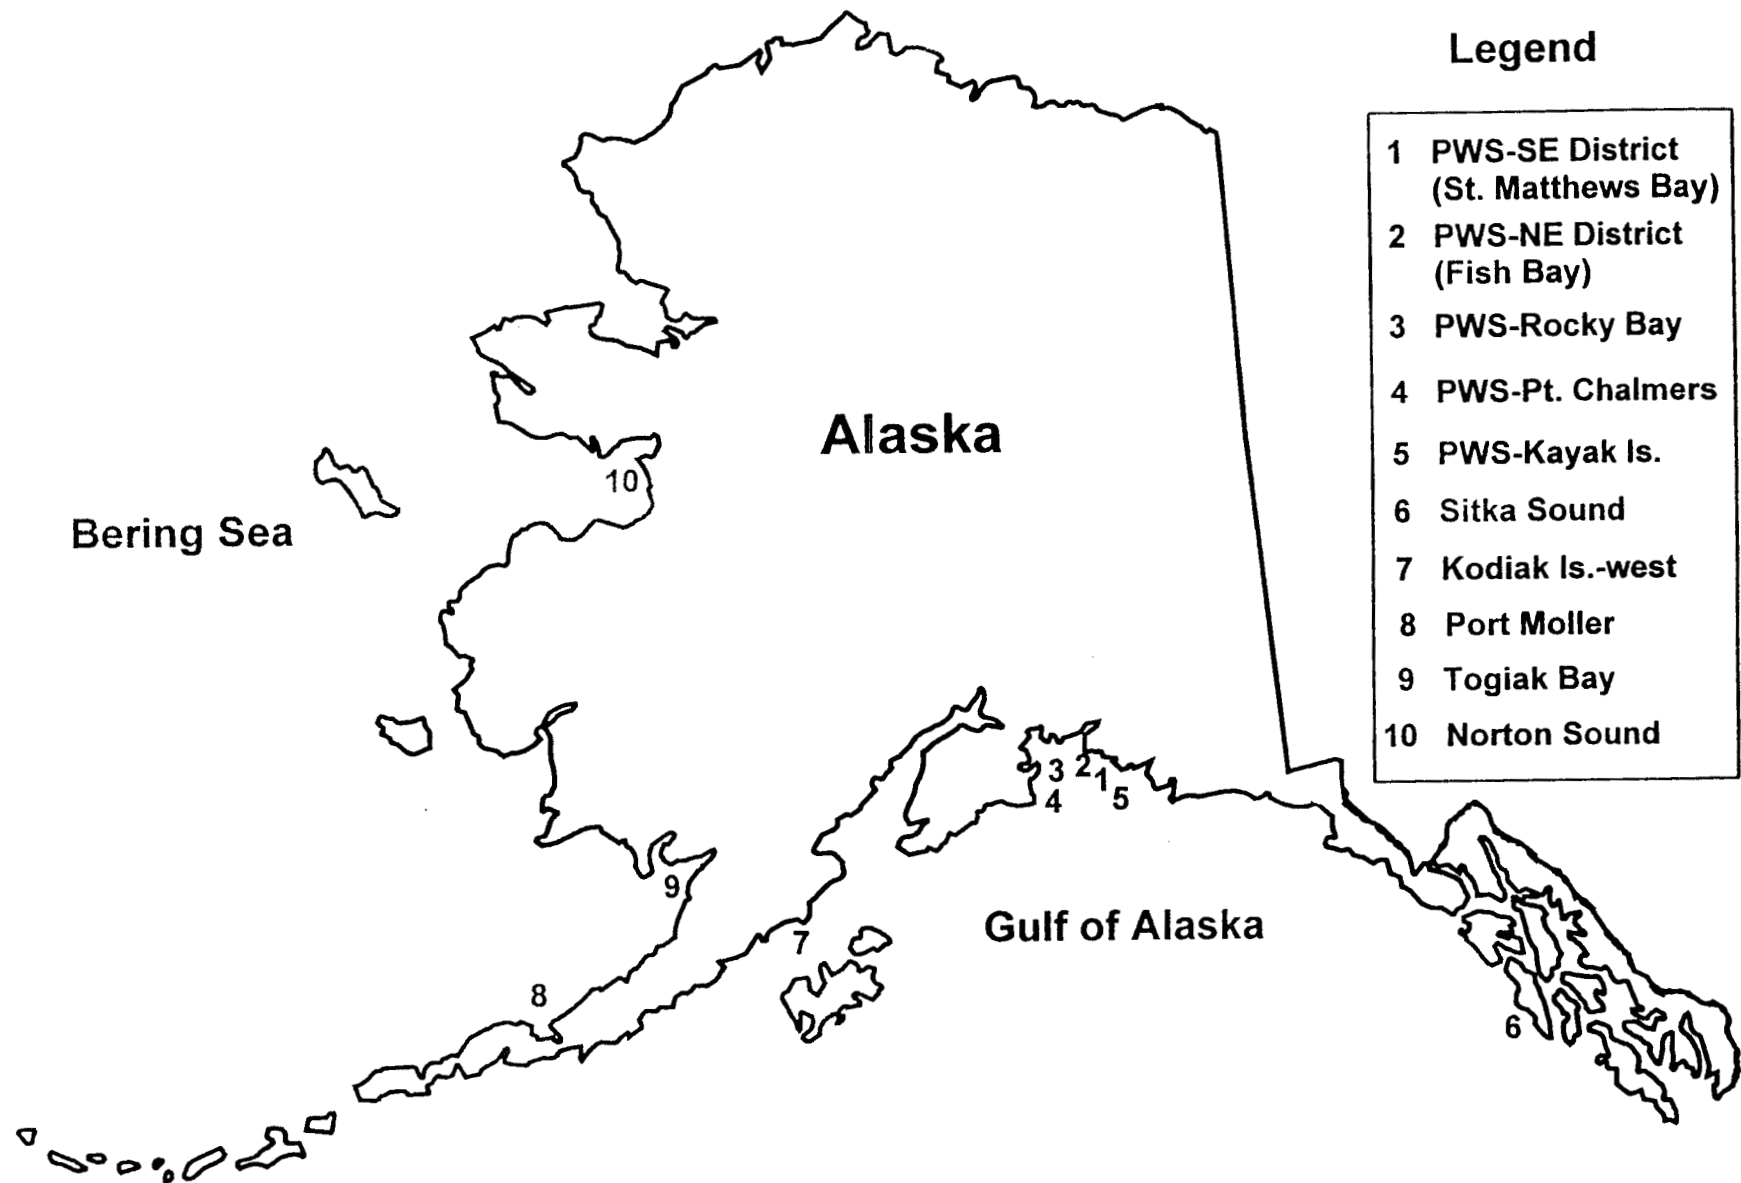 Legend
1 PWS-SE District
(St. Matthews Bay)
2 PWS-NE District
(Fish Bay)
3 PWS-Rocky Bay
4 PWS-Pt. Chalmers
5 PWS-Kayak Is.
6 Sitka Sound
7 Kodiak Is.-west
8 Port Moller
9 Togiak Bay
10 Norton Sound
Alaska
10
Bering Sea
3 2 1
4 5
9
7
Gulf of Alaska
8
6